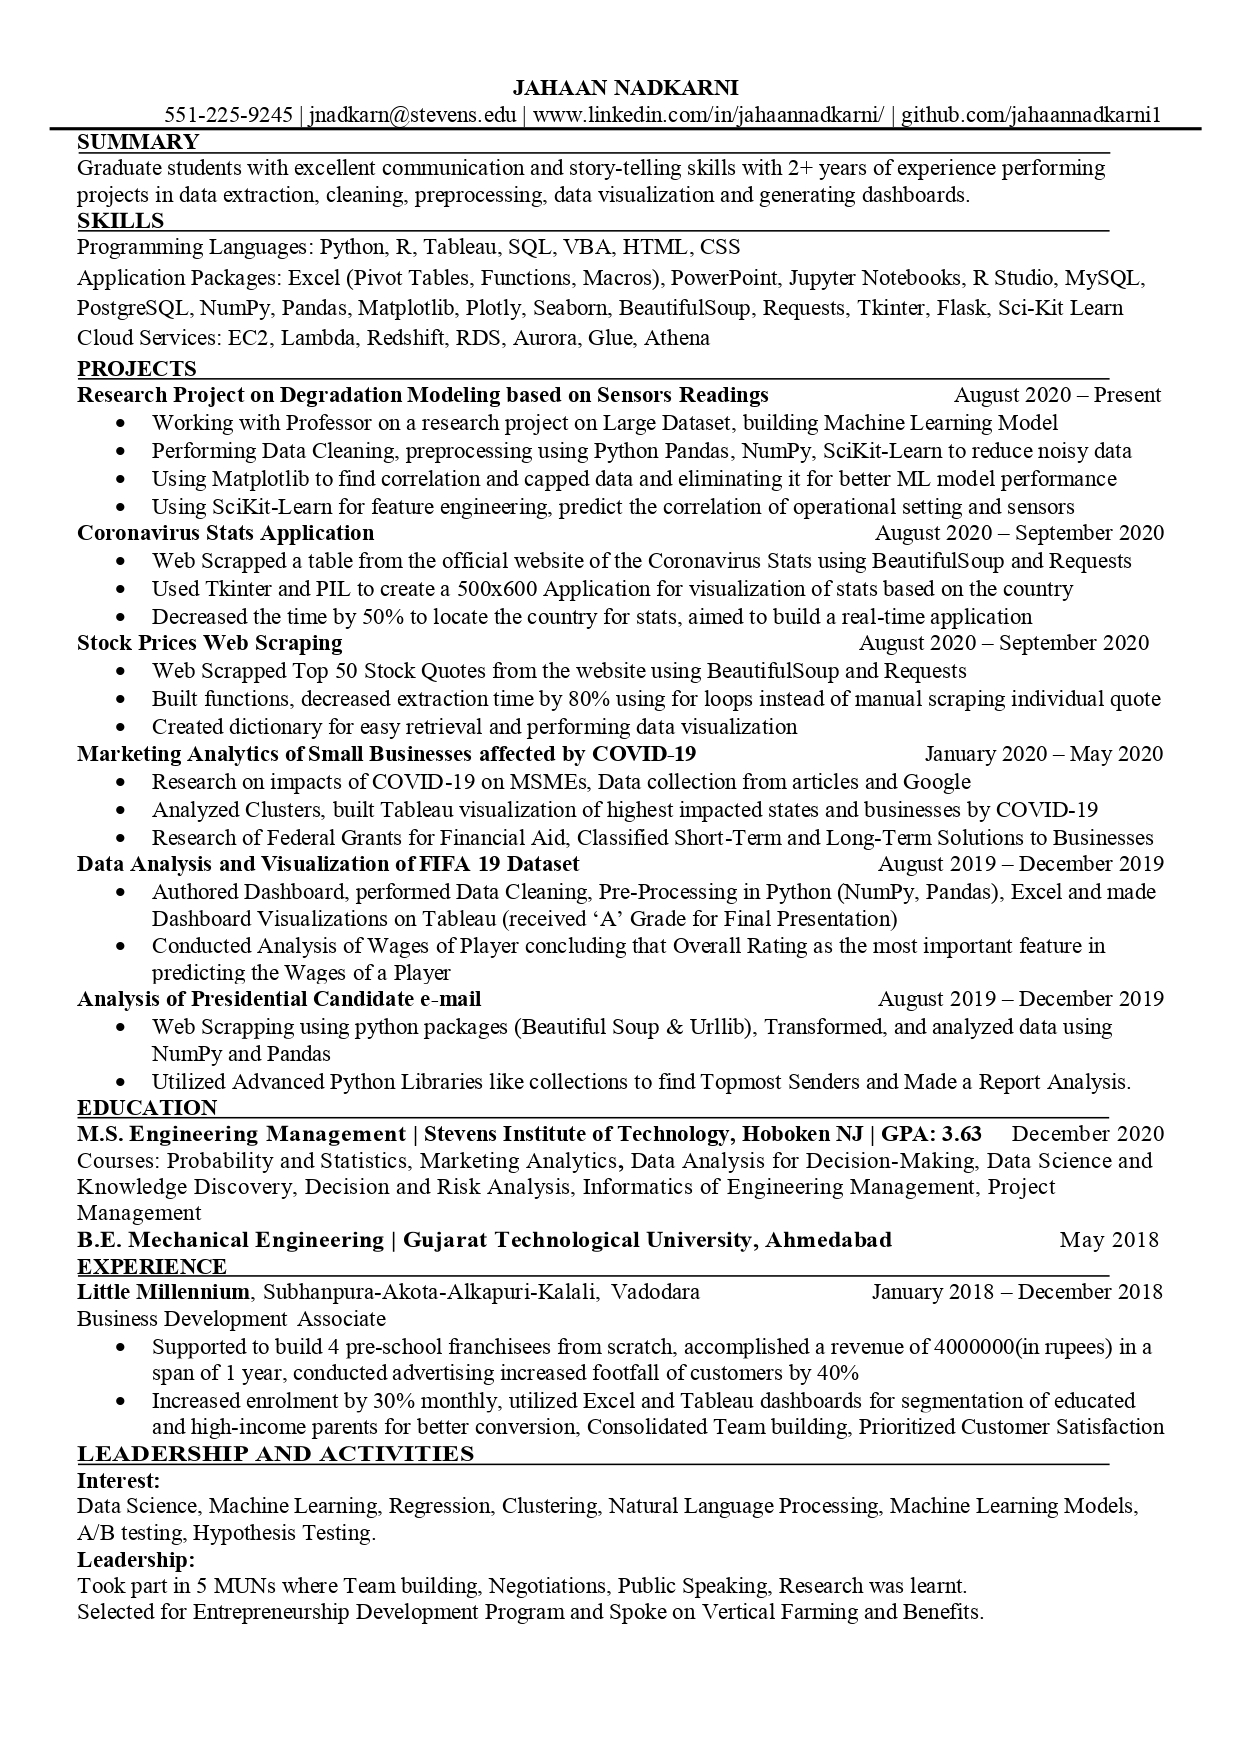 JAHAAN NADKARNI
551-225-9245 | jnadkarn@stevens.edu | www.linkedin.com/in/jahaannadkarni/ | github.com/jahaannadkarni1
SUMMARY
Graduate students with excellent communication and story-telling skills with 2+ years of experience performing
projects in data extraction, cleaning, preprocessing, data visualization and generating dashboards.
SKILLS
Programming Languages: Python, R, Tableau, SQL, VBA, HTML, CSS
Application Packages: Excel (Pivot Tables, Functions, Macros), PowerPoint, Jupyter Notebooks, R Studio, MySQL,
PostgreSQL, NumPy, Pandas, Matplotlib, Plotly, Seaborn, BeautifulSoup, Requests, Tkinter, Flask, Sci-Kit Learn
Cloud Services: EC2, Lambda, Redshift, RDS, Aurora, Glue, Athena
PROJECTS
Research Project on Degradation Modeling based on Sensors Readings August 2020 – Present
• Working with Professor on a research project on Large Dataset, building Machine Learning Model
• Performing Data Cleaning, preprocessing using Python Pandas, NumPy, SciKit-Learn to reduce noisy data
• Using Matplotlib to find correlation and capped data and eliminating it for better ML model performance
• Using SciKit-Learn for feature engineering, predict the correlation of operational setting and sensors
Coronavirus Stats Application August 2020 – September 2020
• Web Scrapped a table from the official website of the Coronavirus Stats using BeautifulSoup and Requests
• Used Tkinter and PIL to create a 500x600 Application for visualization of stats based on the country
• Decreased the time by 50% to locate the country for stats, aimed to build a real-time application
Stock Prices Web Scraping August 2020 – September 2020
• Web Scrapped Top 50 Stock Quotes from the website using BeautifulSoup and Requests
• Built functions, decreased extraction time by 80% using for loops instead of manual scraping individual quote
• Created dictionary for easy retrieval and performing data visualization
Marketing Analytics of Small Businesses affected by COVID-19 January 2020 – May 2020
• Research on impacts of COVID-19 on MSMEs, Data collection from articles and Google
• Analyzed Clusters, built Tableau visualization of highest impacted states and businesses by COVID-19
• Research of Federal Grants for Financial Aid, Classified Short-Term and Long-Term Solutions to Businesses
Data Analysis and Visualization of FIFA 19 Dataset August 2019 – December 2019
• Authored Dashboard, performed Data Cleaning, Pre-Processing in Python (NumPy, Pandas), Excel and made
Dashboard Visualizations on Tableau (received ‘A’ Grade for Final Presentation)
• Conducted Analysis of Wages of Player concluding that Overall Rating as the most important feature in
predicting the Wages of a Player
Analysis of Presidential Candidate e-mail August 2019 – December 2019
• Web Scrapping using python packages (Beautiful Soup & Urllib), Transformed, and analyzed data using
NumPy and Pandas
• Utilized Advanced Python Libraries like collections to find Topmost Senders and Made a Report Analysis.
EDUCATION
M.S. Engineering Management | Stevens Institute of Technology, Hoboken NJ | GPA: 3.63 December 2020
Courses: Probability and Statistics, Marketing Analytics, Data Analysis for Decision-Making, Data Science and
Knowledge Discovery, Decision and Risk Analysis, Informatics of Engineering Management, Project
Management
B.E. Mechanical Engineering | Gujarat Technological University, Ahmedabad May 2018
EXPERIENCE
Little Millennium, Subhanpura-Akota-Alkapuri-Kalali, Vadodara January 2018 – December 2018
Business Development Associate
• Supported to build 4 pre-school franchisees from scratch, accomplished a revenue of 4000000(in rupees) in a
span of 1 year, conducted advertising increased footfall of customers by 40%
• Increased enrolment by 30% monthly, utilized Excel and Tableau dashboards for segmentation of educated
and high-income parents for better conversion, Consolidated Team building, Prioritized Customer Satisfaction
LEADERSHIP AND ACTIVITIES
Interest:
Data Science, Machine Learning, Regression, Clustering, Natural Language Processing, Machine Learning Models,
A/B testing, Hypothesis Testing.
Leadership:
Took part in 5 MUNs where Team building, Negotiations, Public Speaking, Research was learnt.
Selected for Entrepreneurship Development Program and Spoke on Vertical Farming and Benefits.